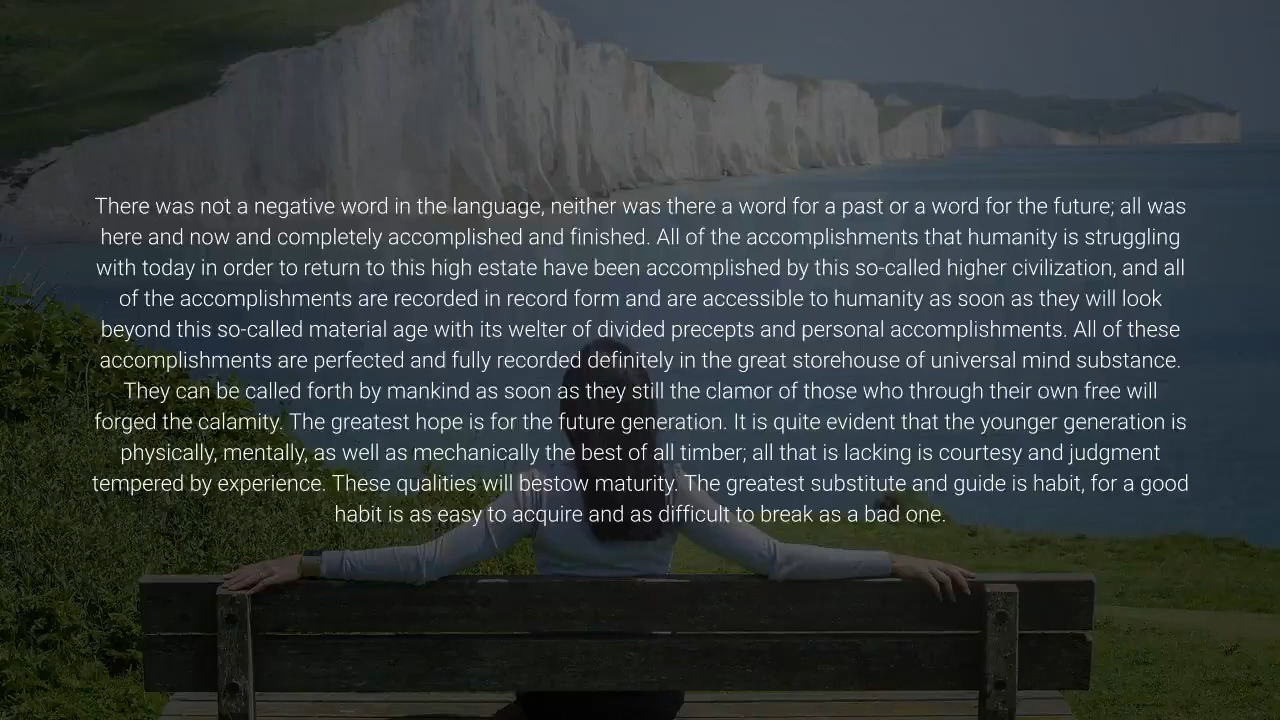 There was not a negative word in the language, neither was there a word for a past or a word for the future; all was
here and now and completely accomplished and finished. All of the accomplishments that humanity is struggling
with today in order to return to this high estate have been accomplished by this so-called higher civilization, and all
of the accomplishments are recorded in record form and are accessible to humanity as soon as they will look
beyond this so-called material age with its welter of divided precepts and personal accomplishments. All of these
accomplishments are perfected and fully recorded definitely in the great storehouse of universal mind substance.
They can be called forth by mankind as soon as they still the clamor of those who through their own free will
forged the calamity. The greatest hope is for the future generation. It is quite evident that the younger generation is
physically, mentally, as well as mechanically the best of all timber; all that is lacking is courtesy and judgment
tempered by experience. These qualities will bestow maturity. The greatest substitute and guide is habit, for a good
habit is as easy to acquire and as difficult to break as a bad one.